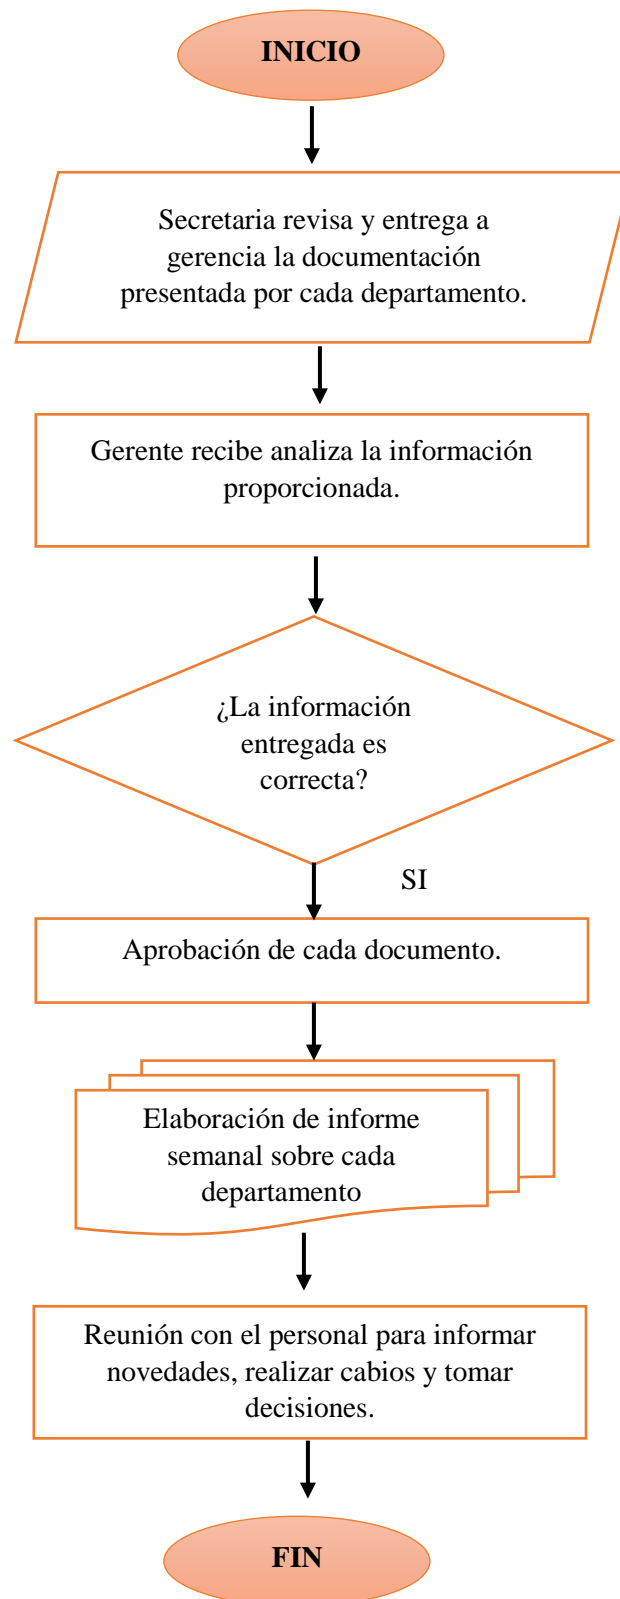 INICIO
Secretaria revisa y entrega a
gerencia la documentación
presentada por cada departamento.
Gerente recibe analiza la información
proporcionada.
¿La información
entregada es
correcta?
SI
Aprobación de cada documento.
Elaboración de informe
semanal sobre cada
departamento
Reunión con el personal para informar
novedades, realizar cabios y tomar
decisiones.
FIN